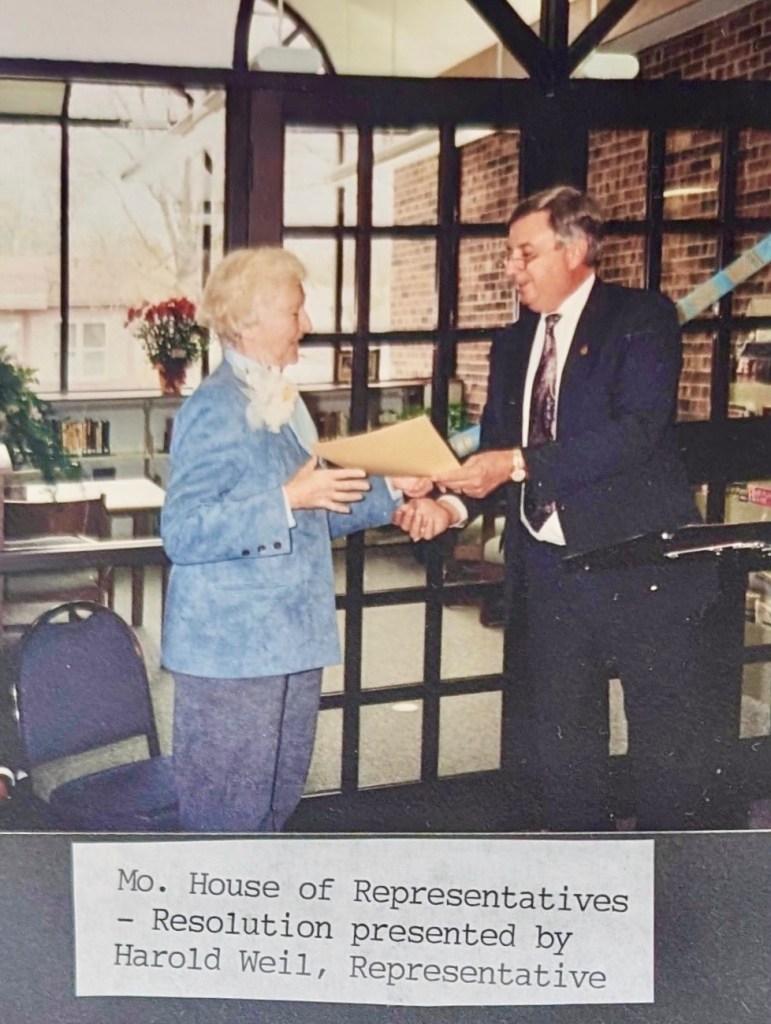 Mo. House of Representatives
- Resolution presented by
Harold Weil, Representative